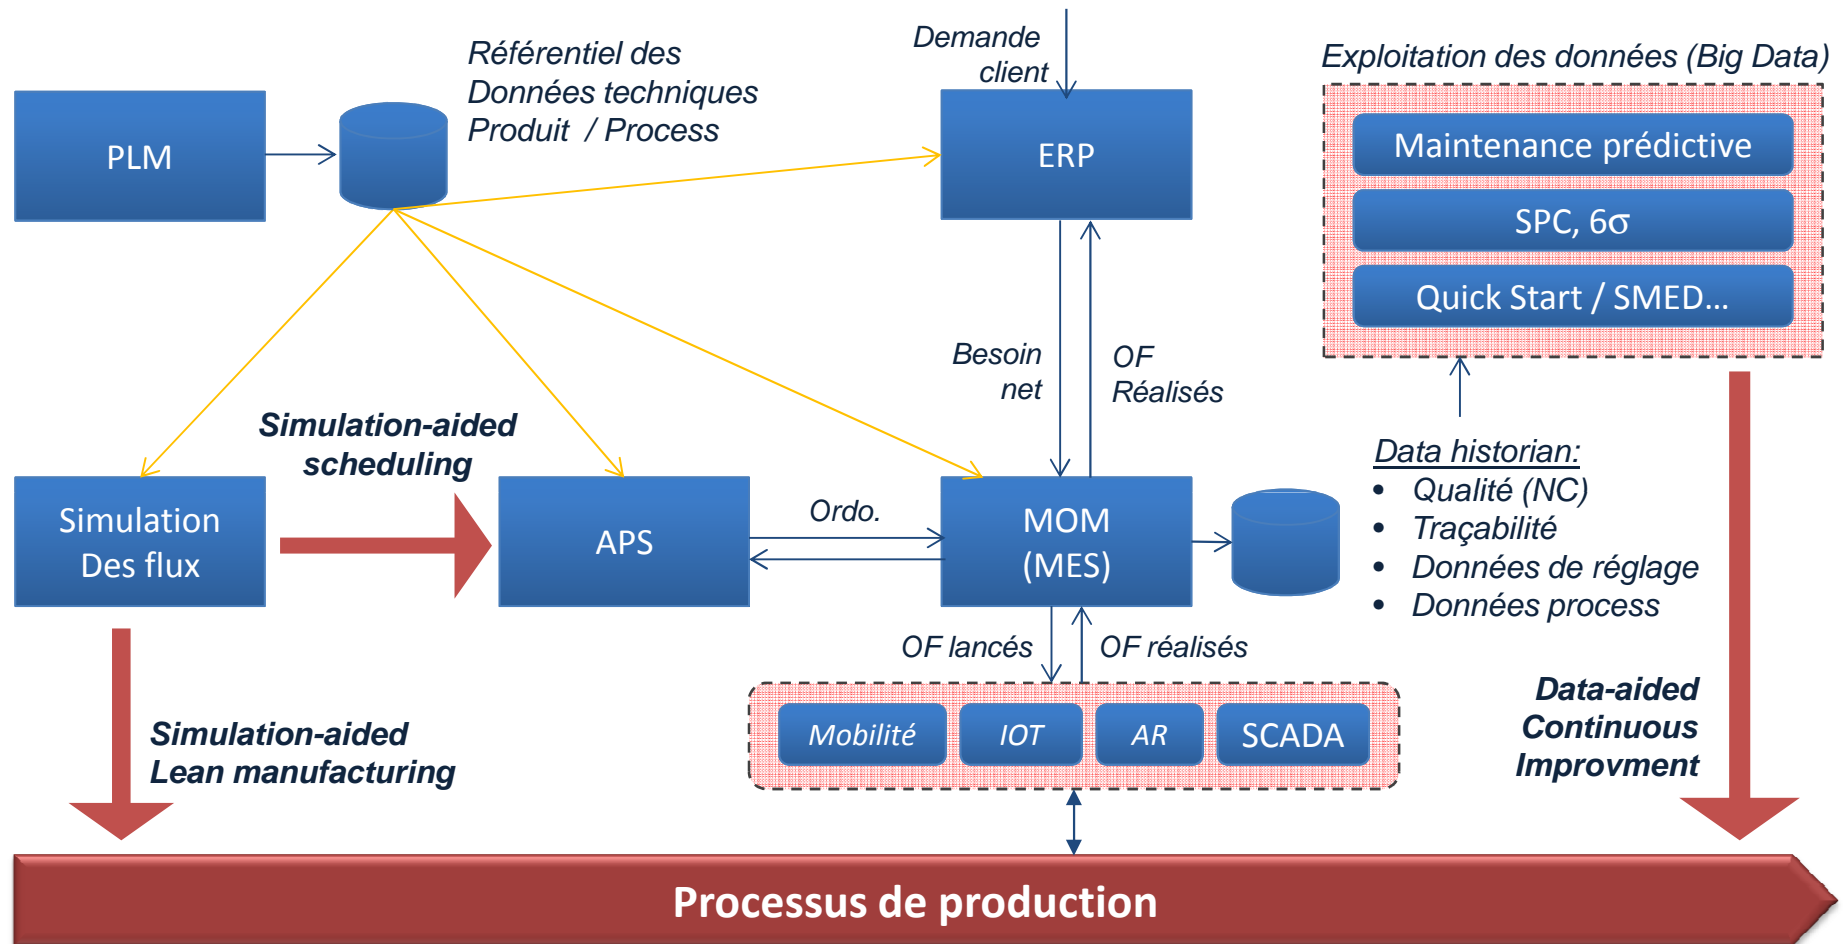 Référentiel des
Données techniques
Produit / Process
Demande
client
Exploitation des données (Big Data)
PLM
ERP
Maintenance prédictive
SPC, 6σ
Quick Start / SMED...
Besoin
net
OF
Réalisés
Simulation-aided
scheduling
Data historian:
• Qualité (NC)
• Traçabilité
• Données de réglage
• Données process
Simulation
Des flux
APS
Ordo.
MOM
(MES)
OF lancés
OF réalisés
Mobilité
IOT
AR
SCADA
Simulation-aided
Lean manufacturing
Data-aided
Continuous
Improvment
Processus de production